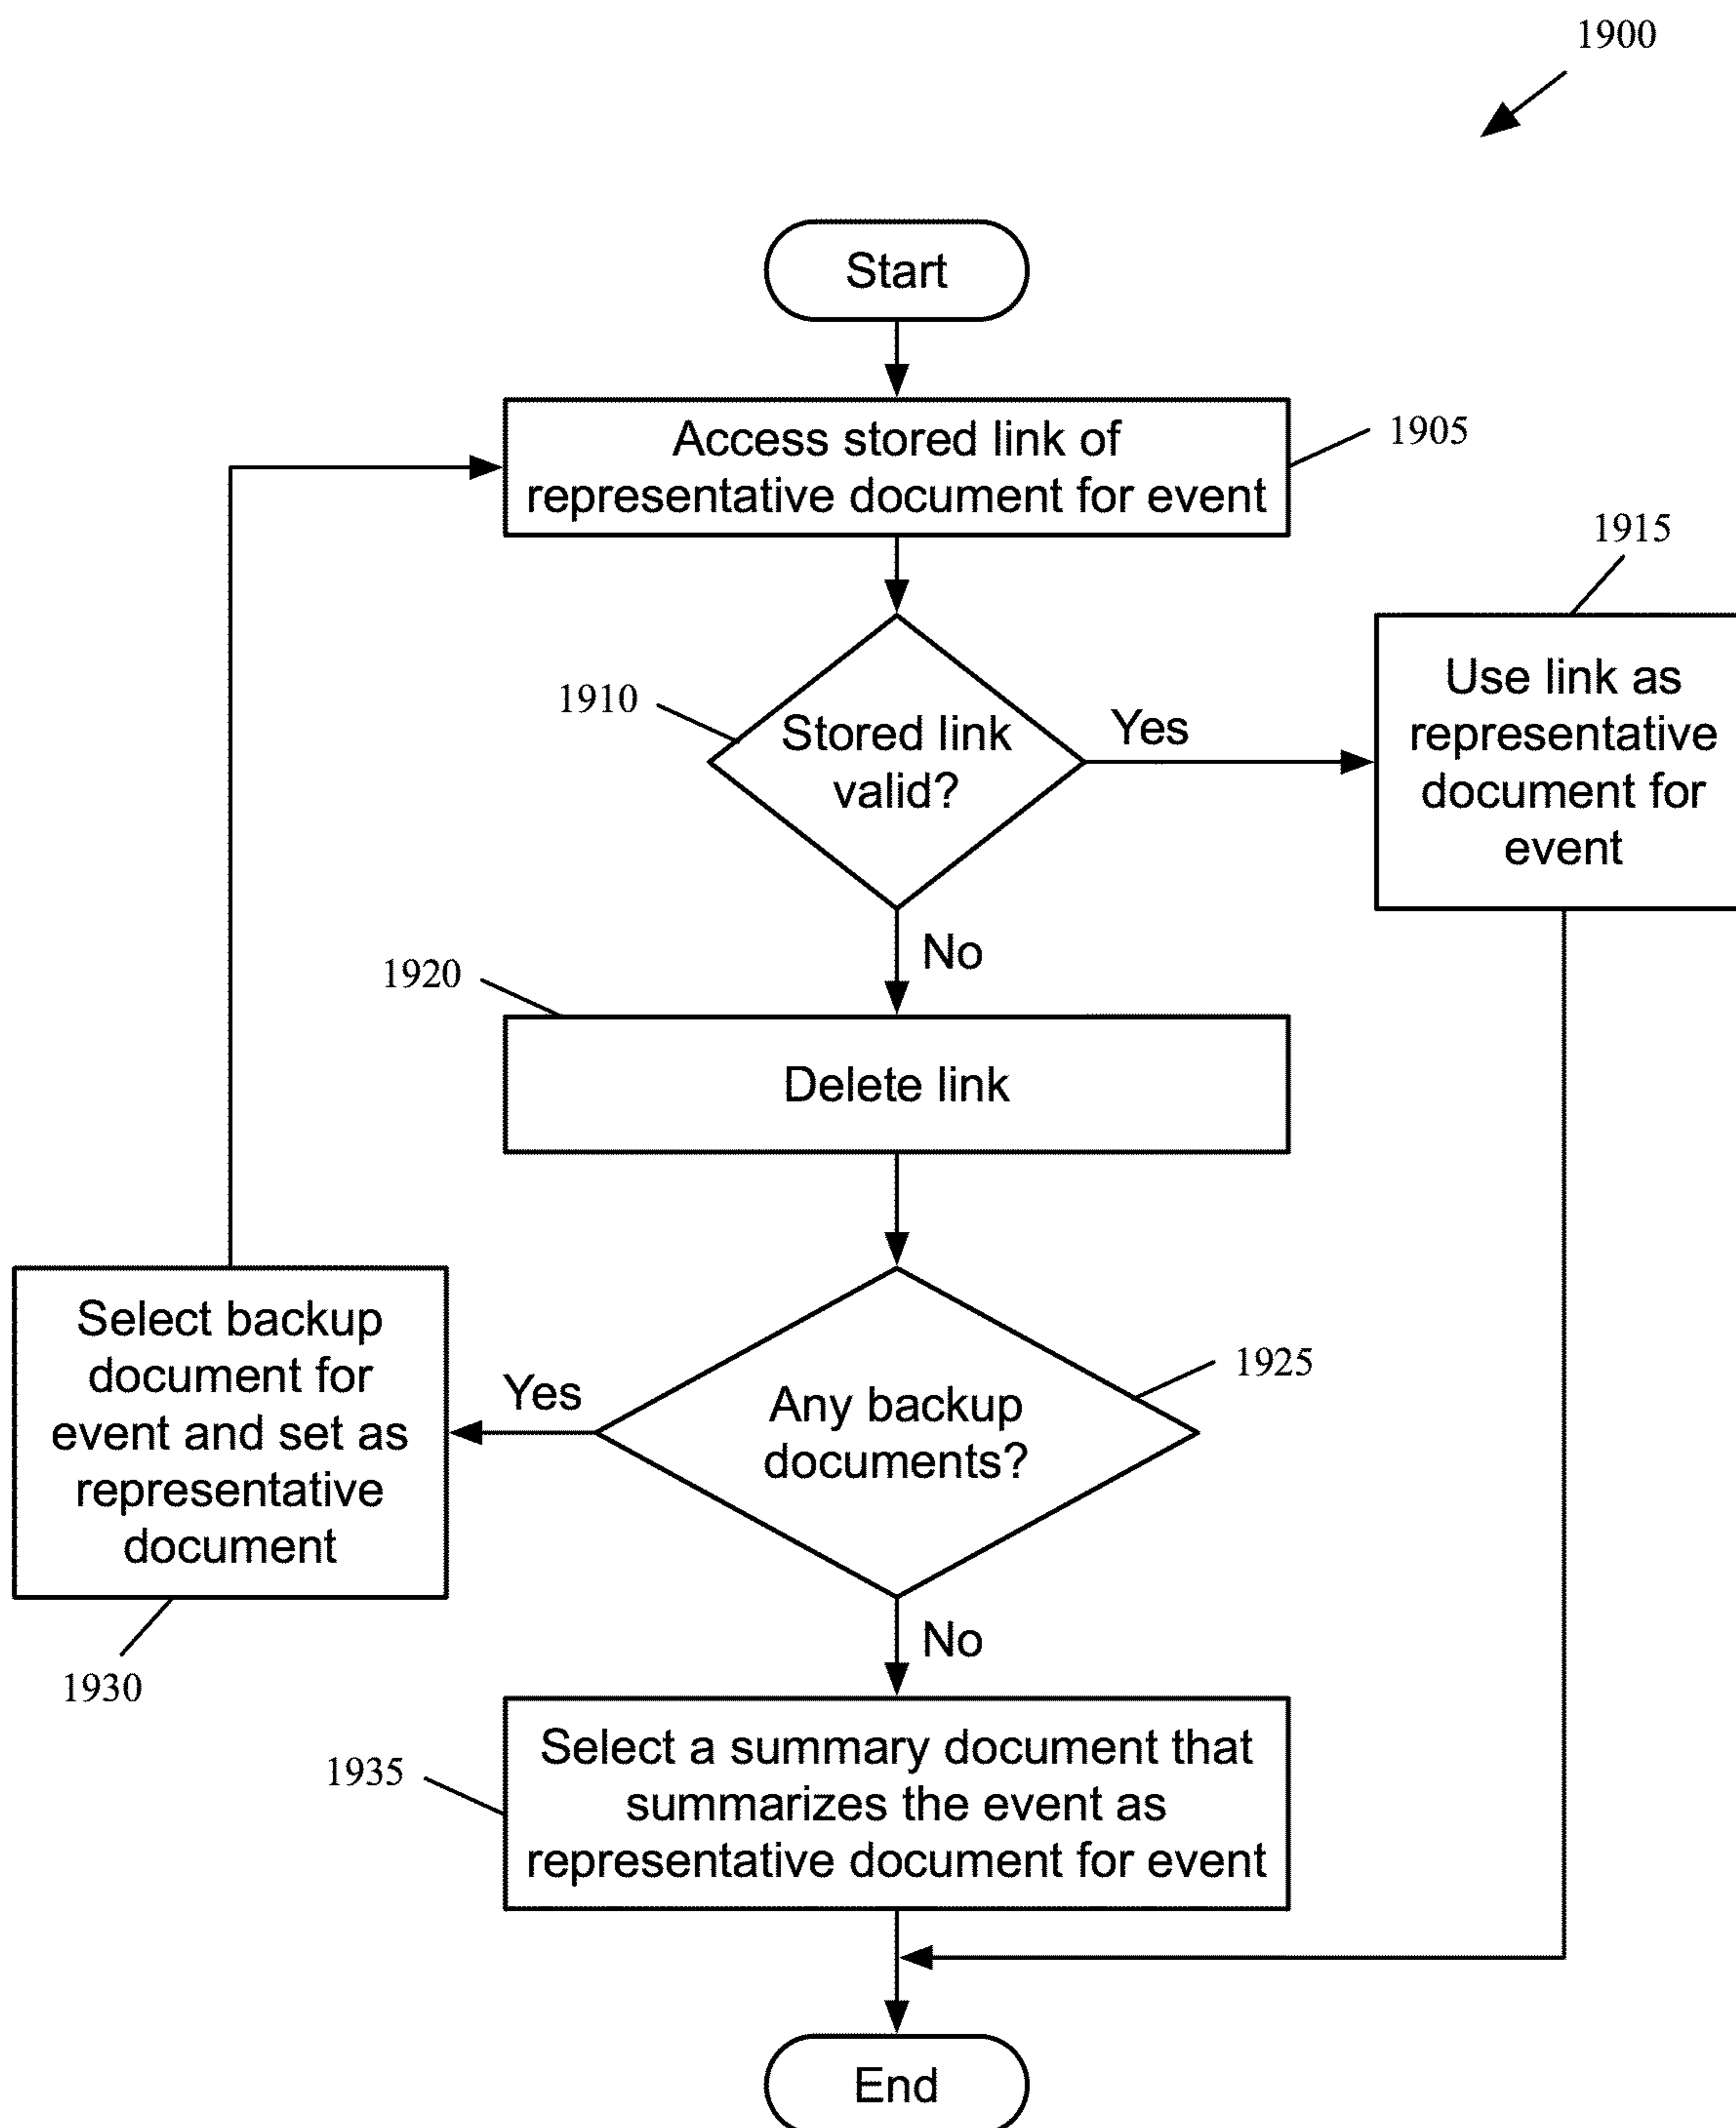 1900
Start
Access stored link of
representative document for event
1905
1915
Use link as
representative
document for
event
1910
Stored link
valid?
Yes
No
1920
Delete link
Select backup
document for
event and set as
representative
document
Yes
Any backup
documents?
1925
1930
No
1935
Select a summary document that
summarizes the event as
representative document for event
End